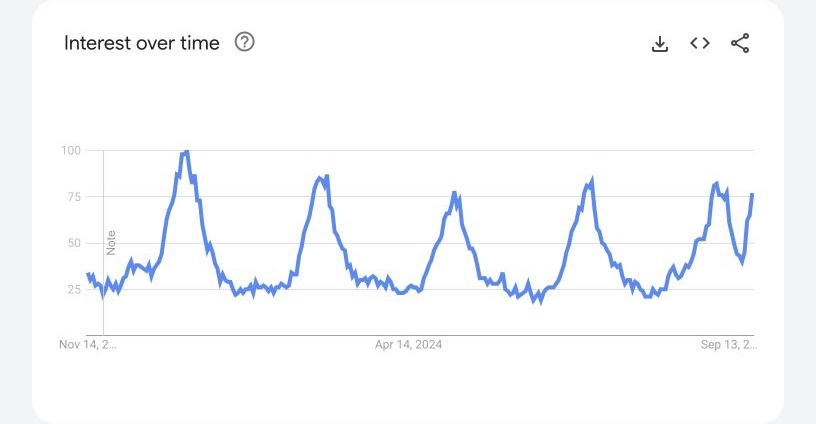 Interest over time
100
75
50
25
Note
Nov 14, 2...
Apr 14, 2024
Sep 13, 2...